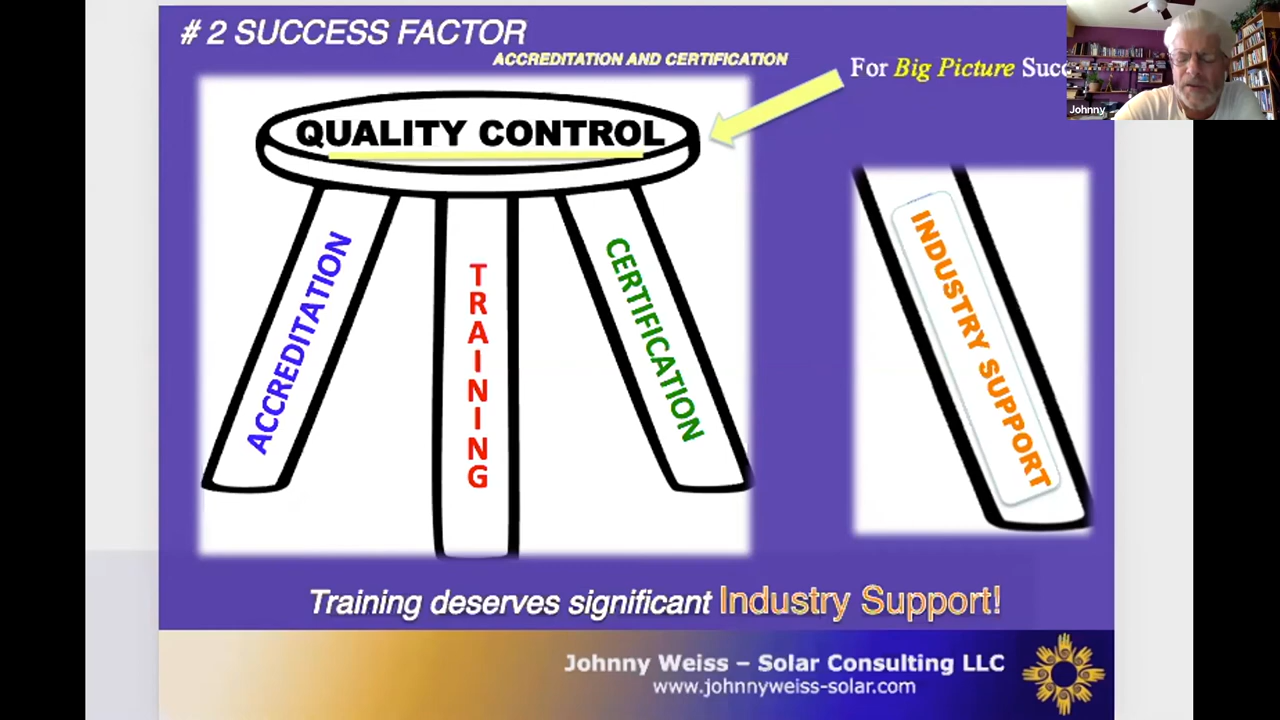 # 2 SUCCESS FACTOR
ACCREDITATION AND CERTIFICATION
For Big Picture
Johnny
QUALITY CONTROL
ACCREDITATION
TRAINING
CERTIFICATION
INDUSTRY SUPPORT
Training deserves significant Industry Support!
Johnny Weiss – Solar Consulting LLC
www.johnnyweiss-solar.com